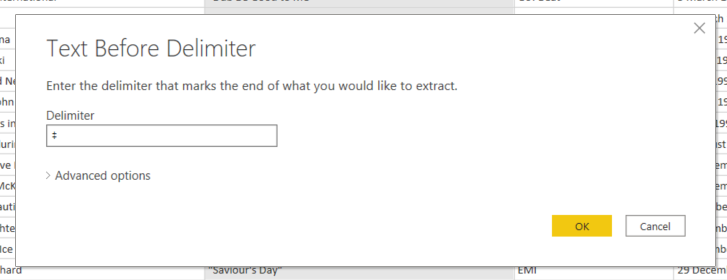 Text Before Delimiter
Enter the delimiter that marks the end of what you would like to extract.
Delimiter
‡
Advanced options
OK Cancel
"Saviour's Day" EMI